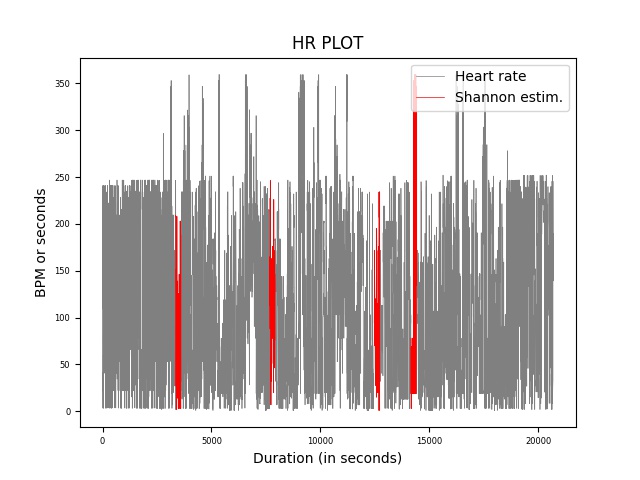 HR PLOT
Heart rate
Shannon estim.
BPM or seconds
350
300
250
200
150
100
50
0
0
5000
10000
15000
20000
Duration (in seconds)